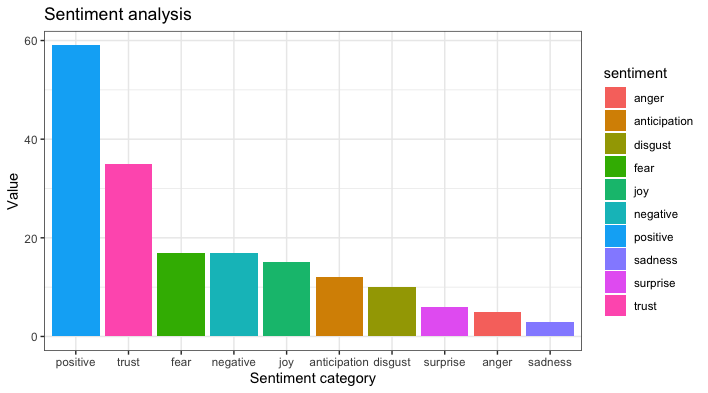 Sentiment analysis
60
40
20
0
Value
positive trust fear negative joy anticipation disgust surprise anger sadness
Sentiment category
sentiment
anger
anticipation
disgust
fear
joy
negative
positive
sadness
surprise
trust